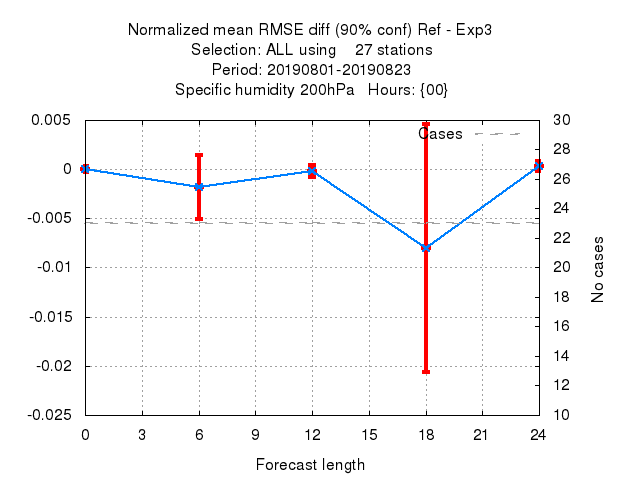 Normalized mean RMSE diff (90% conf) Ref - Exp3
Selection: ALL using    27 stations
Period: 20190801-20190823
Specific humidity 200hPa   Hours: {00}
0.005
0
-0.005
-0.01
-0.015
-0.02
-0.025
Cases
30
28
26
24
22
20
18
16
14
12
10
No cases
0 3 6 9 12 15 18 21 24
Forecast length